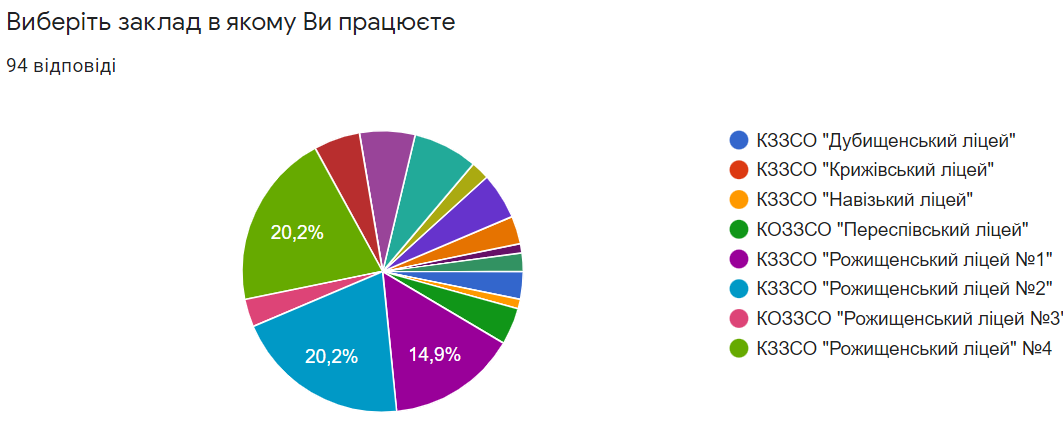 Виберіть заклад в якому Ви працюєте
94 відповіді
20,2%
20,2%
14,9%
КЗЗСО "Дубищенський ліцей"
КЗЗСО "Крижівський ліцей"
КЗЗСО "Навізький ліцей"
КОЗЗСО "Переспівський ліцей"
КЗЗСО "Рожищенський ліцей №1"
КЗЗСО "Рожищенський ліцей №2"
КОЗЗСО "Рожищенський ліцей №3"
КЗЗСО "Рожищенський ліцей" №4